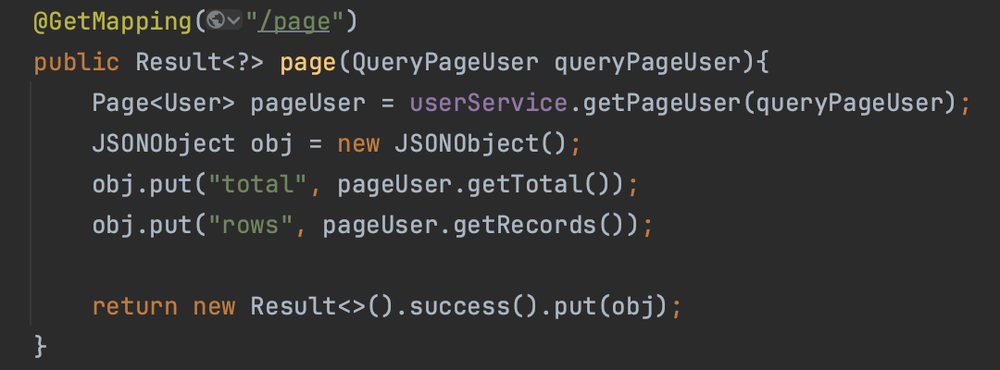 @GetMapping("/page")
public Result<?> page(QueryPageUser queryPageUser){
    Page<User> pageUser = userService.getPageUser(queryPageUser);
    JSONObject obj = new JSONObject();
    obj.put("total", pageUser.getTotal());
    obj.put("rows", pageUser.getRecords());

    return new Result<>().success().put(obj);
}